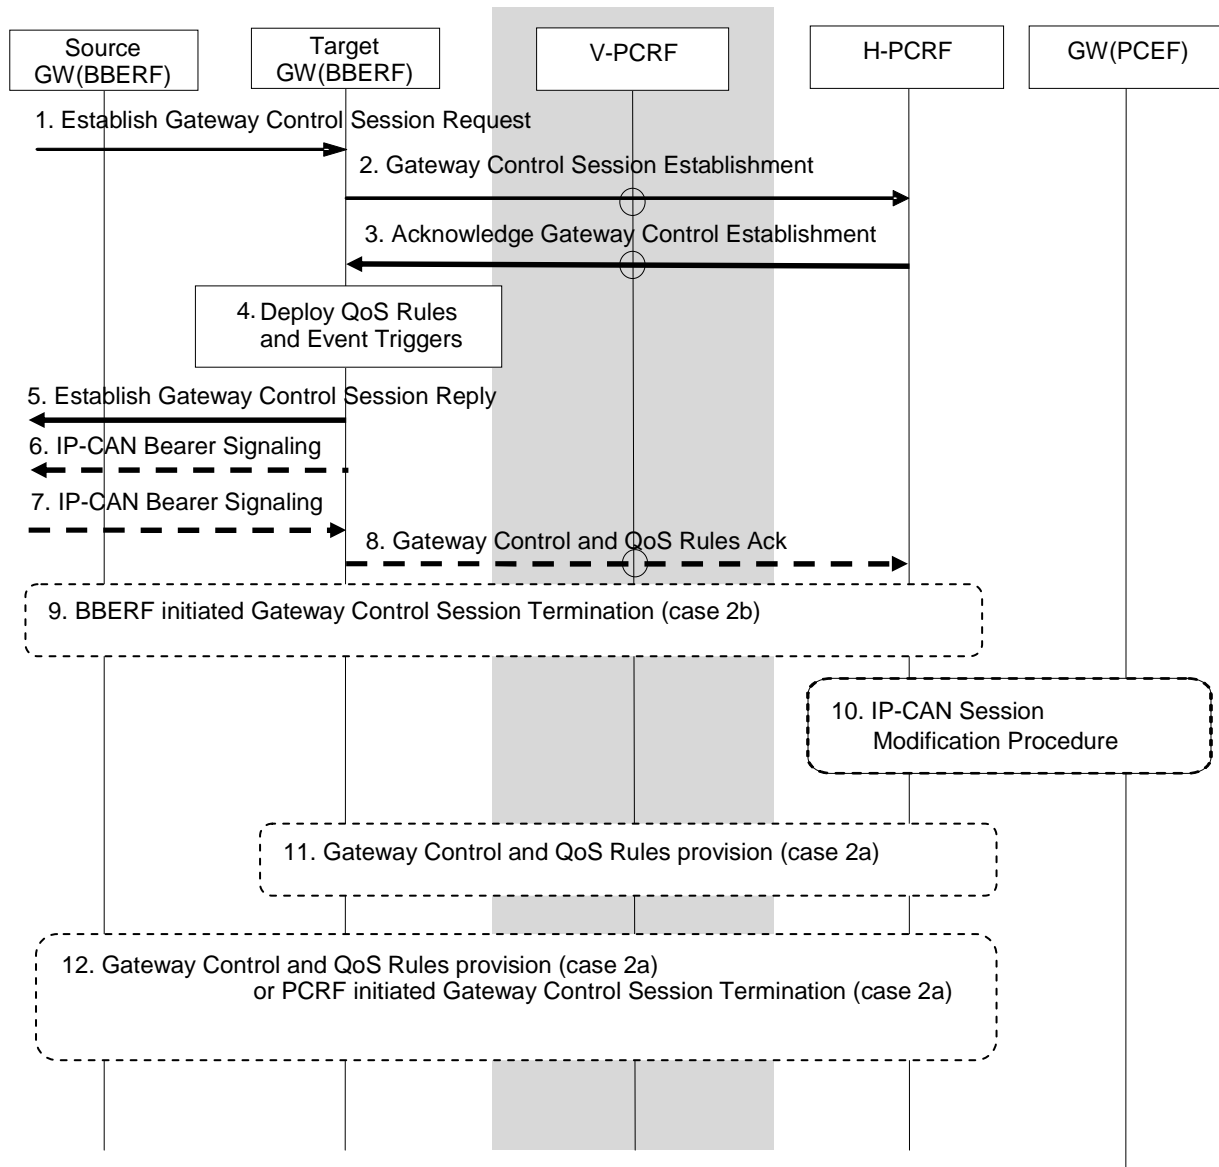 Source
GW(BBERF)
Target
GW(BBERF)
V-PCRF
H-PCRF
GW(PCEF)
1. Establish Gateway Control Session Request
2. Gateway Control Session Establishment
3. Acknowledge Gateway Control Establishment
4. Deploy QoS Rules
and Event Triggers
5. Establish Gateway Control Session Reply
6. IP-CAN Bearer Signaling
7. IP-CAN Bearer Signaling
8. Gateway Control and QoS Rules Ack
9. BBERF initiated Gateway Control Session Termination (case 2b)
10. IP-CAN Session
Modification Procedure
11. Gateway Control and QoS Rules provision (case 2a)
12. Gateway Control and QoS Rules provision (case 2a)
or PCRF initiated Gateway Control Session Termination (case 2a)